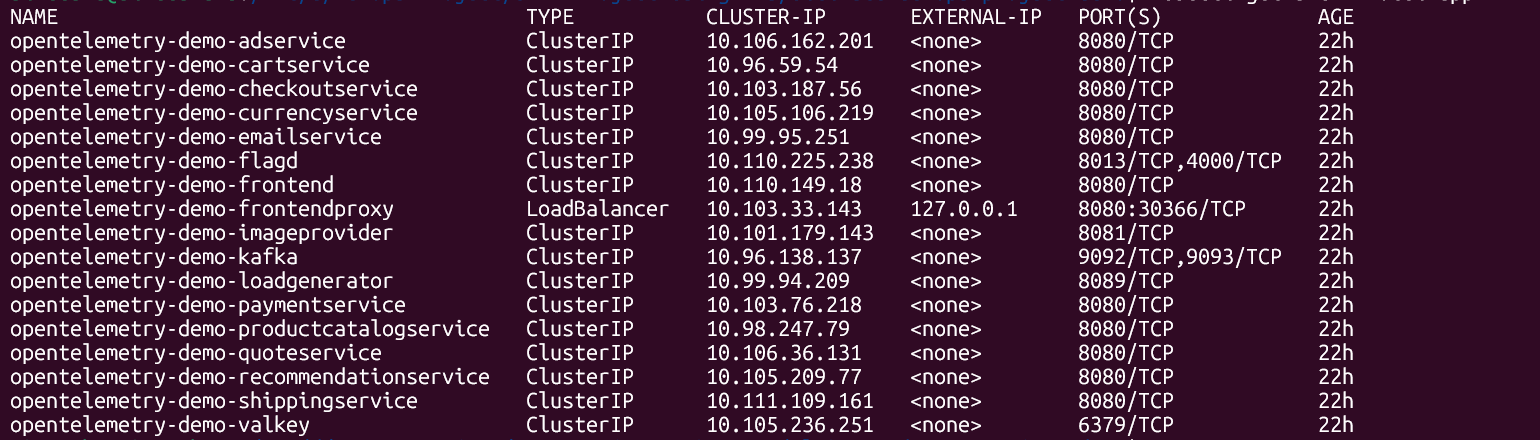 NAME TYPE CLUSTER-IP EXTERNAL-IP PORT(S) AGE
opentelemetry-demo-adservice ClusterIP 10.106.162.201 <none> 8080/TCP 22h
opentelemetry-demo-cartservice ClusterIP 10.96.59.54 <none> 8080/TCP 22h
opentelemetry-demo-checkoutservice ClusterIP 10.103.187.56 <none> 8080/TCP 22h
opentelemetry-demo-currencyservice ClusterIP 10.105.106.219 <none> 8080/TCP 22h
opentelemetry-demo-emailservice ClusterIP 10.99.95.251 <none> 8080/TCP 22h
opentelemetry-demo-flagd ClusterIP 10.110.225.238 <none> 8013/TCP,4000/TCP 22h
opentelemetry-demo-frontend ClusterIP 10.110.149.18 <none> 8080/TCP 22h
opentelemetry-demo-frontendproxy LoadBalancer 10.103.33.143 127.0.0.1 8080:30366/TCP 22h
opentelemetry-demo-imageprovider ClusterIP 10.101.179.143 <none> 8081/TCP 22h
opentelemetry-demo-kafka ClusterIP 10.96.138.137 <none> 9092/TCP,9093/TCP 22h
opentelemetry-demo-loadgenerator ClusterIP 10.99.94.209 <none> 8089/TCP 22h
opentelemetry-demo-paymentservice ClusterIP 10.103.76.218 <none> 8080/TCP 22h
opentelemetry-demo-productcatalogservice ClusterIP 10.98.247.79 <none> 8080/TCP 22h
opentelemetry-demo-quoteservice ClusterIP 10.106.36.131 <none> 8080/TCP 22h
opentelemetry-demo-recommendationservice ClusterIP 10.105.209.77 <none> 8080/TCP 22h
opentelemetry-demo-shippingservice ClusterIP 10.111.109.161 <none> 8080/TCP 22h
opentelemetry-demo-valkey ClusterIP 10.105.236.251 <none> 6379/TCP 22h